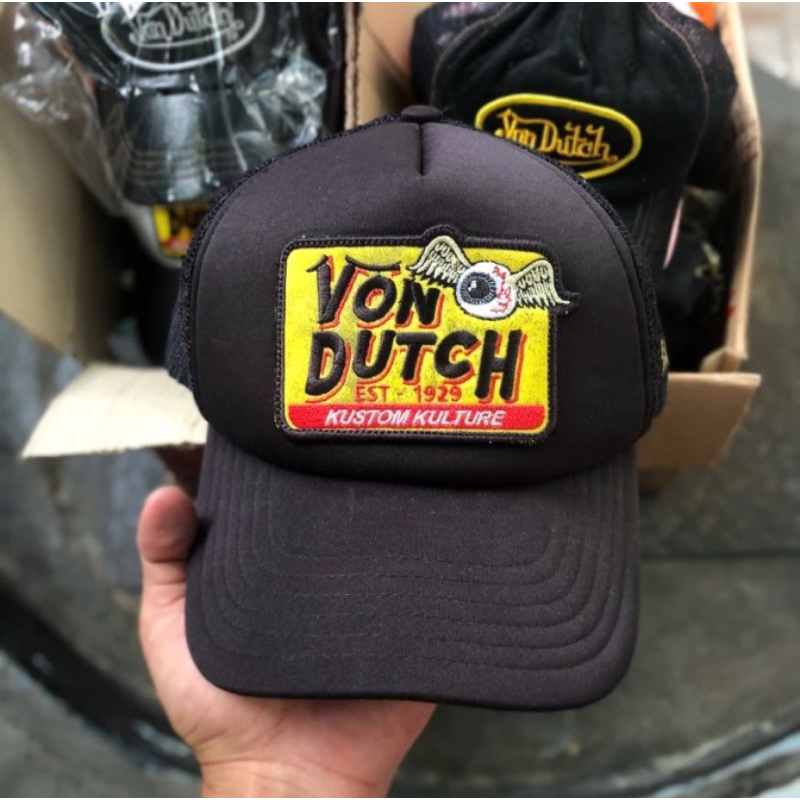 Von Dutch
Von Dutch
VON
DUTCH
EST - 1929
KUSTOM KULTURE